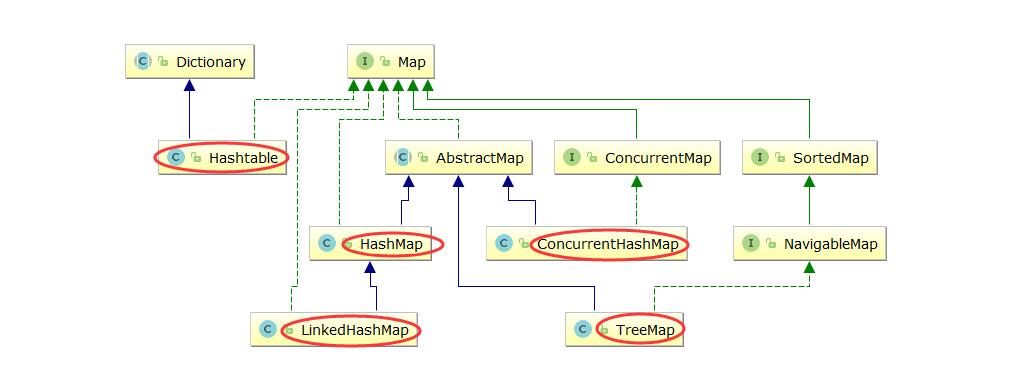 C Dictionary
I Map
C Hashtable
C AbstractMap
I ConcurrentMap
I SortedMap
C HashMap
C ConcurrentHashMap
I NavigableMap
C LinkedHashMap
C TreeMap